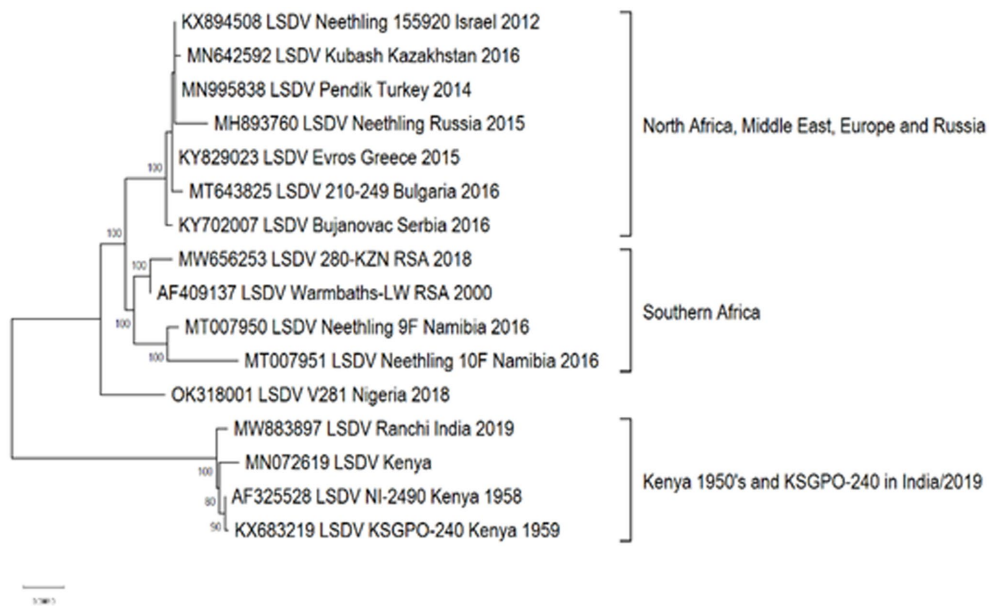 KX894508 LSDV Neethling 155920 Israel 2012
MN642592 LSDV Kubash Kazakhstan 2016
MN995838 LSDV Pendik Turkey 2014
MH893760 LSDV Neethling Russia 2015
North Africa, Middle East, Europe and Russia
KY829023 LSDV Evros Greece 2015
100
MT643825 LSDV 210-249 Bulgaria 2016
KY702007 LSDV Bujanovac Serbia 2016
100
MW656253 LSDV 280-KZN RSA 2018
100
AF409137 LSDV Warmbaths-LW RSA 2000
Southern Africa
100
MT007950 LSDV Neethling 9F Namibia 2016
100
MT007951 LSDV Neethling 10F Namibia 2016
OK318001 LSDV V281 Nigeria 2018
MW883897 LSDV Ranchi India 2019
MN072619 LSDV Kenya
100
Kenya 1950's and KSGPO-240 in India/2019
AF325528 LSDV NI-2490 Kenya 1958
80
90
KX683219 LSDV KSGPO-240 Kenya 1959